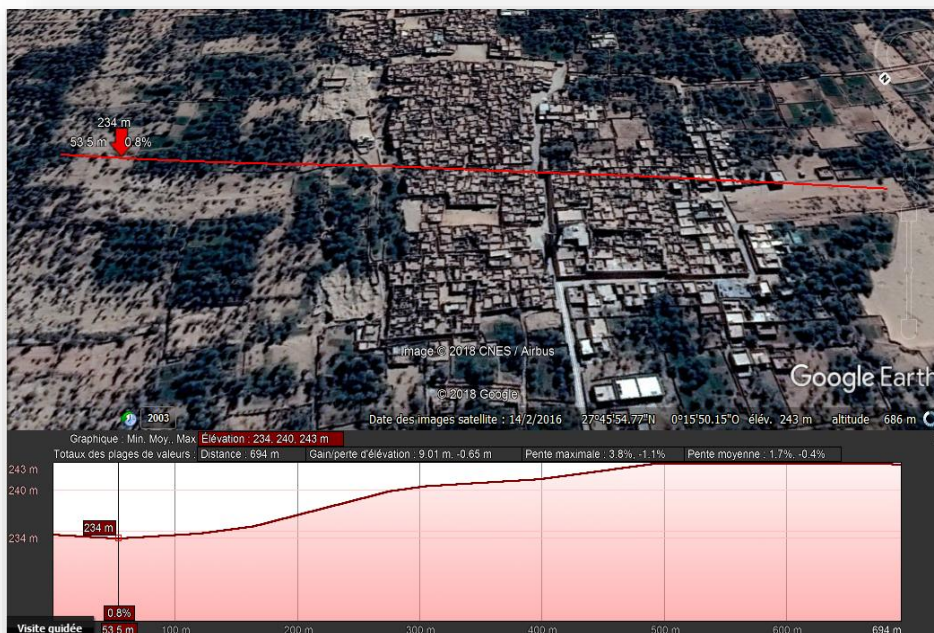 N
234 m
53.5 m 0.8%
Image © 2018 CNES / Airbus
© 2018 Google
Google Earth
2003
Date des images satellite : 14/2/2016 27°45'54.77"N 0°15'50.15"O élév. 243 m altitude 686 m
Graphique : Min, Moy., Max Élévation : 234, 240, 243 m
Totaux des plages de valeurs : Distance : 694 m Gain/perte d'élévation : 9.01 m, -0.65 m Pente maximale : 3.8%, -1.1% Pente moyenne : 1.7%, -0.4%
243 m
240 m
234 m
234 m
0.8%
Visite guidée 53.5 m 100 m 200 m 300 m 400 m 500 m 600 m 694 m